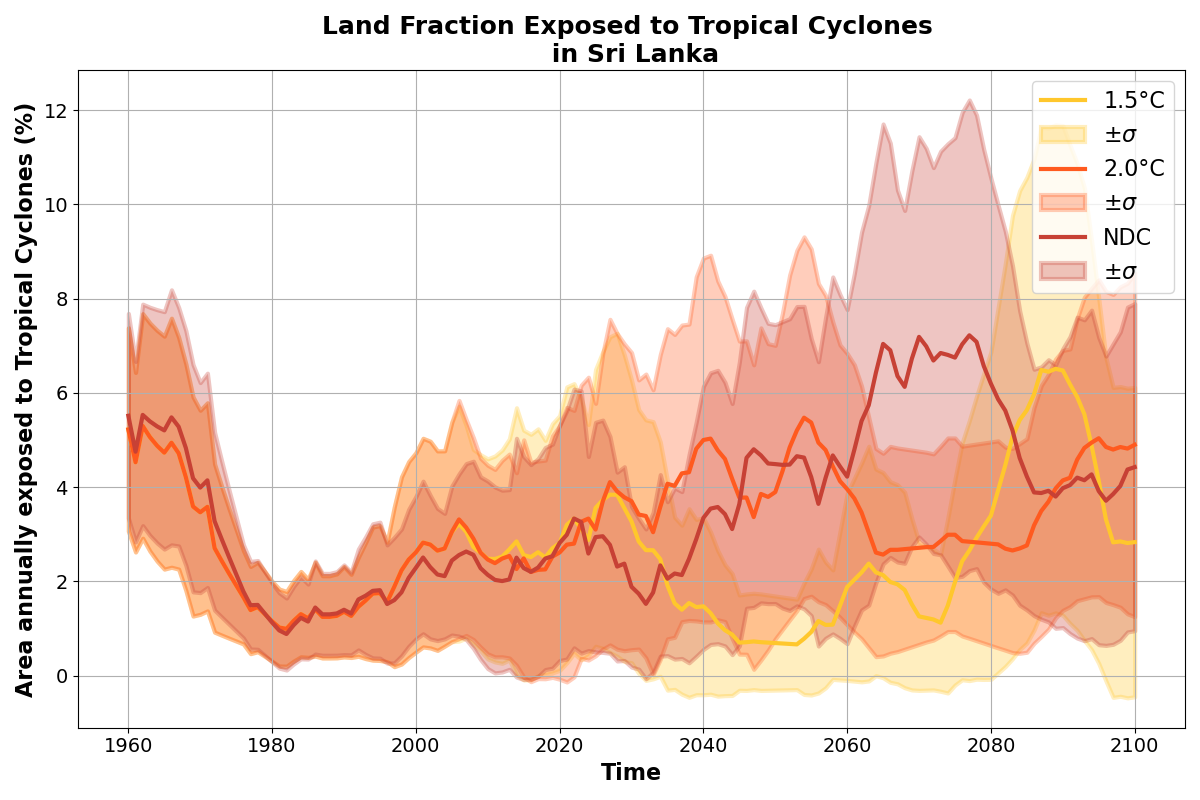 Land Fraction Exposed to Tropical Cyclones
in Sri Lanka
Area annually exposed to Tropical Cyclones (%)
12
10
8
6
4
2
0
1960
1980
2000
2020
2040
2060
2080
2100
Time
1.5°C
±σ
2.0°C
±σ
NDC
±σ